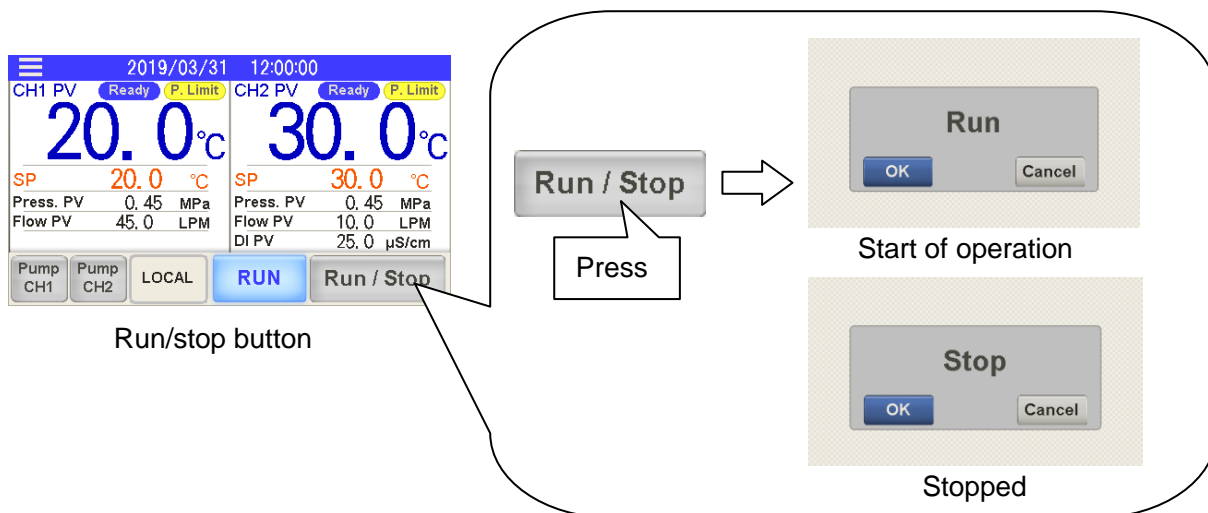 2019/03/31 12:00:00
CH1 PV Ready P. Limit
20.0 °C
SP 20.0 °C
Press. PV 0.45 MPa
Flow PV 45.0 LPM
CH2 PV Ready P. Limit
30.0 °C
SP 30.0 °C
Press. PV 0.45 MPa
Flow PV 10.0 LPM
DI PV 25.0 µS/cm
Pump
CH1
Pump
CH2
LOCAL
RUN
Run / Stop
Run/stop button
Run / Stop
Press
Run
OK Cancel
Start of operation
Stop
OK Cancel
Stopped